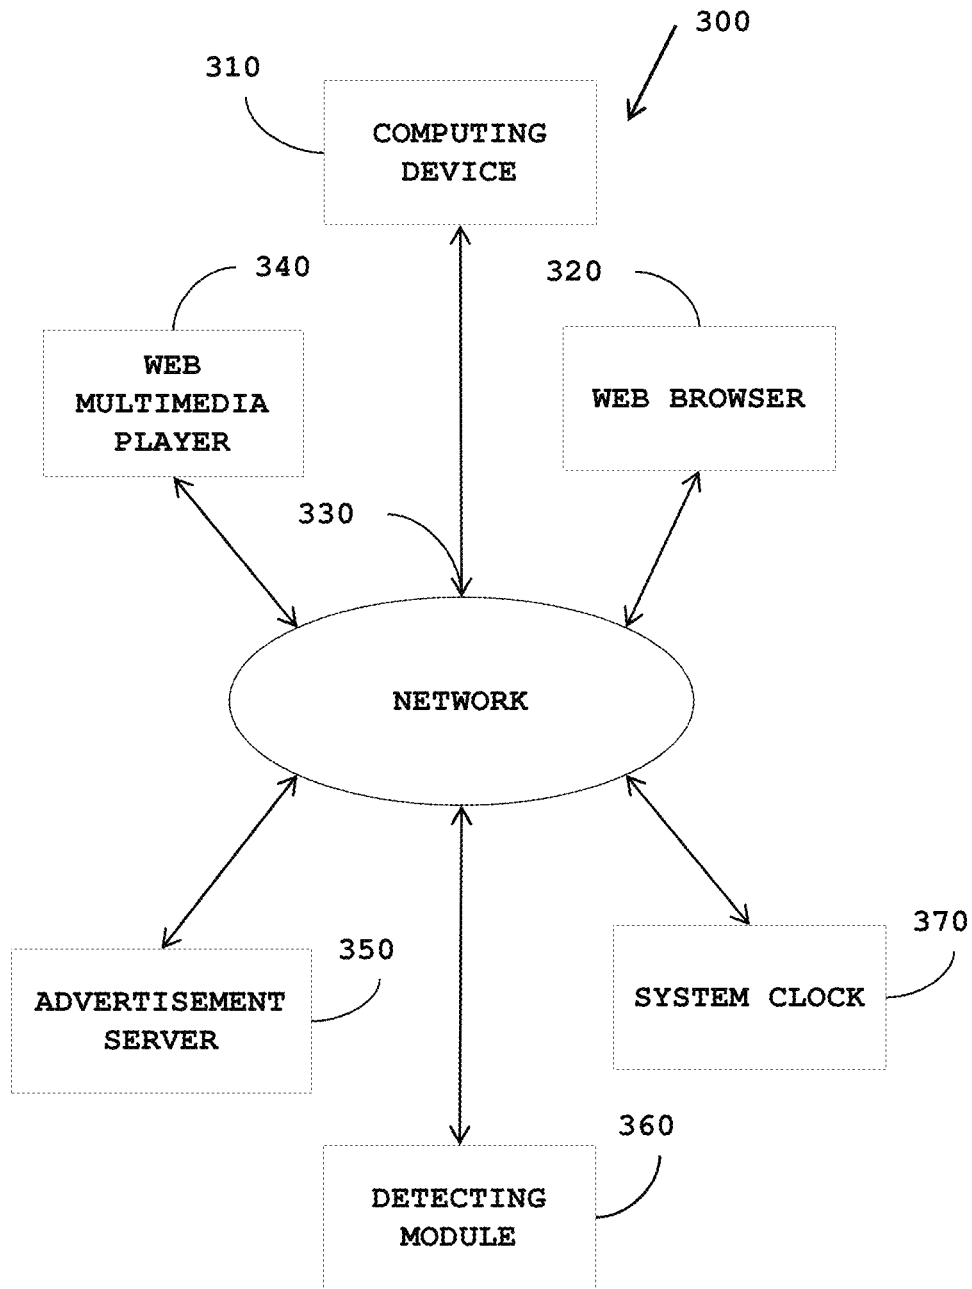 300
310
COMPUTING
DEVICE
340
320
WEB
MULTIMEDIA
PLAYER
WEB BROWSER
330
NETWORK
370
350
ADVERTISEMENT
SERVER
SYSTEM CLOCK
360
DETECTING
MODULE